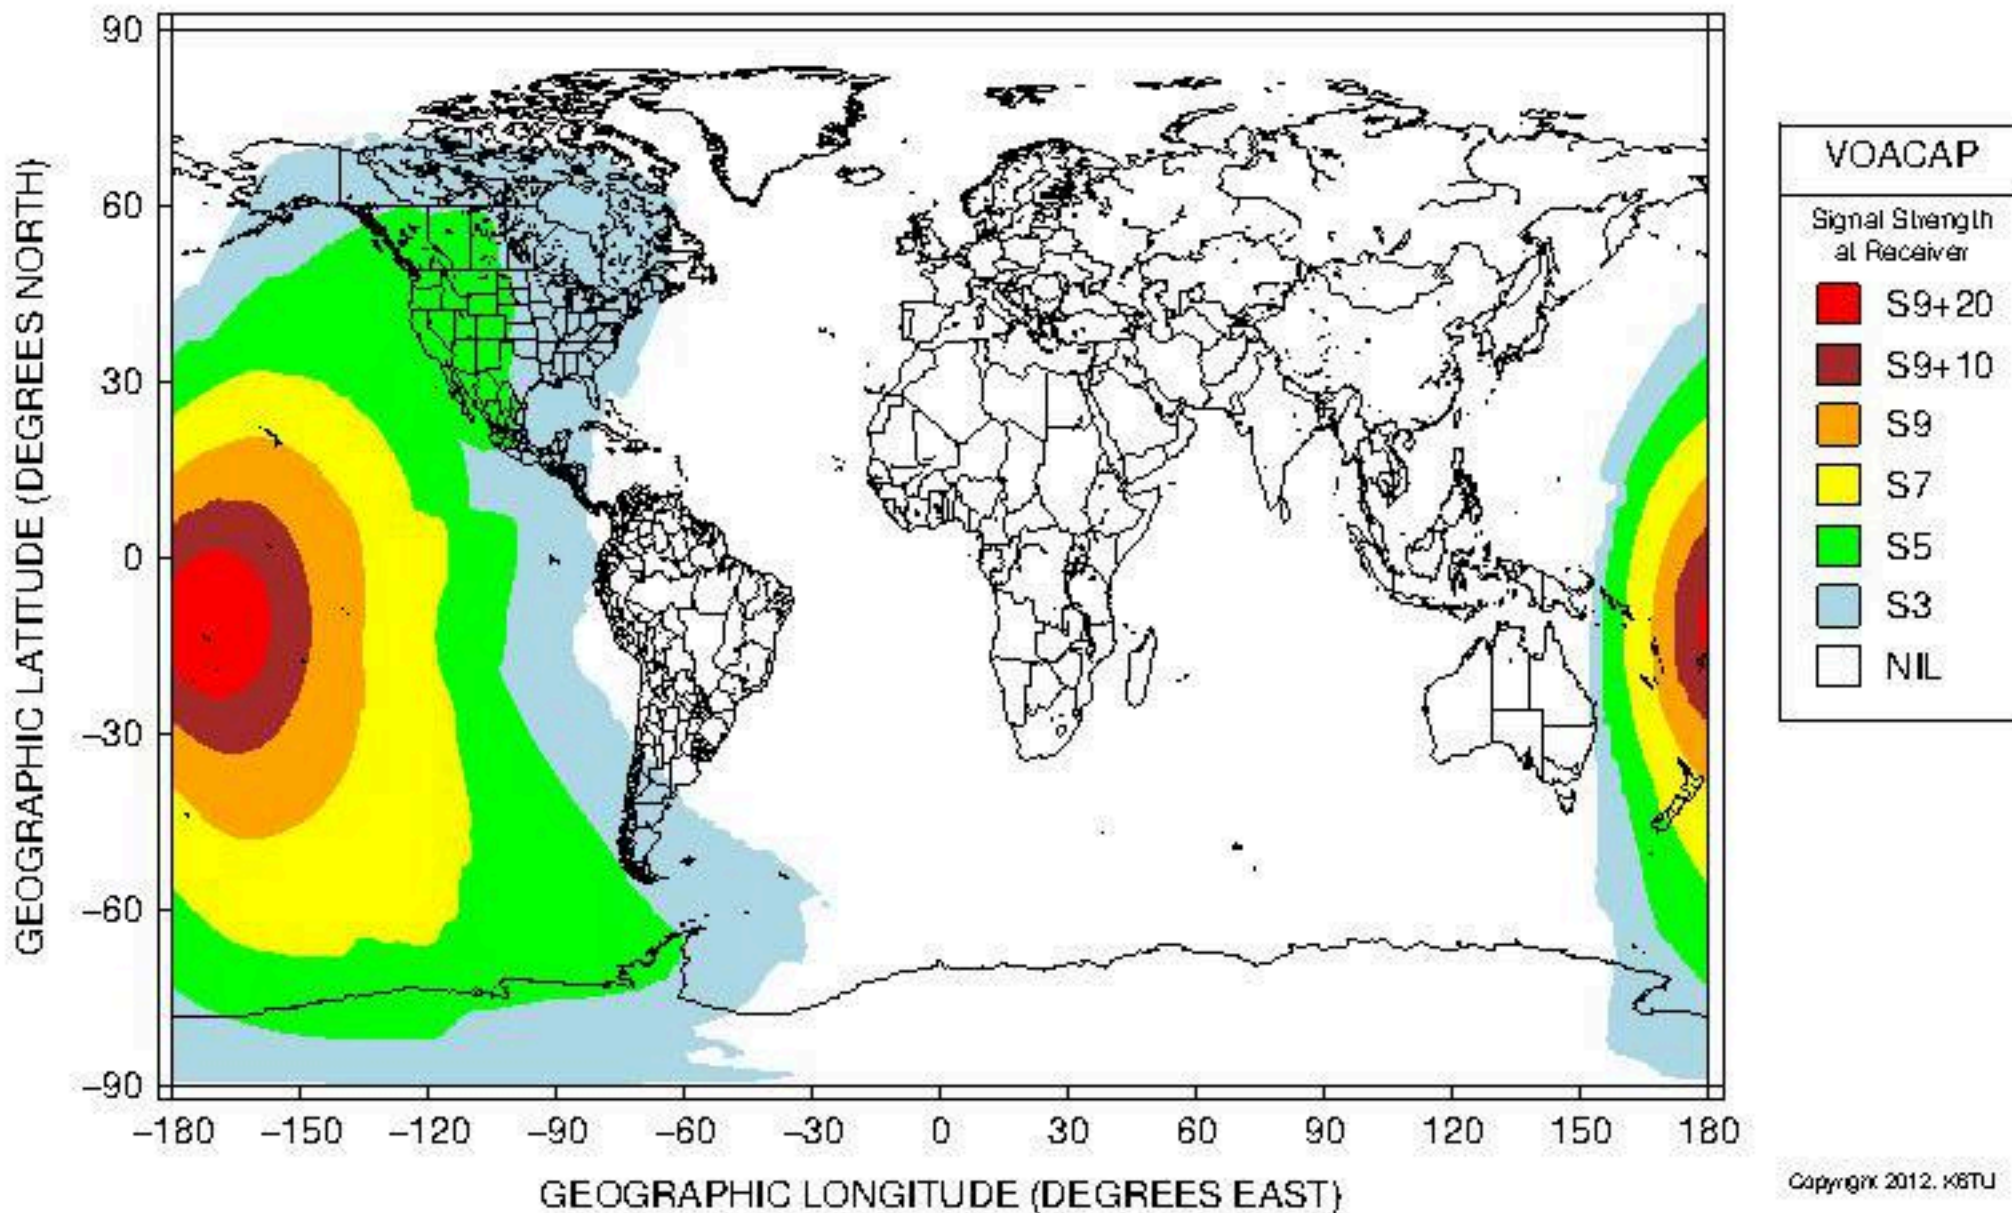 90
60
30
0
–30
–60
–90
GEOGRAPHIC LATITUDE (DEGREES NORTH)
–180 –150 –120 –90 –60 –30 0 30 60 90 120 150 180
GEOGRAPHIC LONGITUDE (DEGREES EAST)
VOACAP
Signal Strength
at Receiver
S9+20
S9+10
S9
S7
S5
S3
NIL
Copyright 2012, K6TU